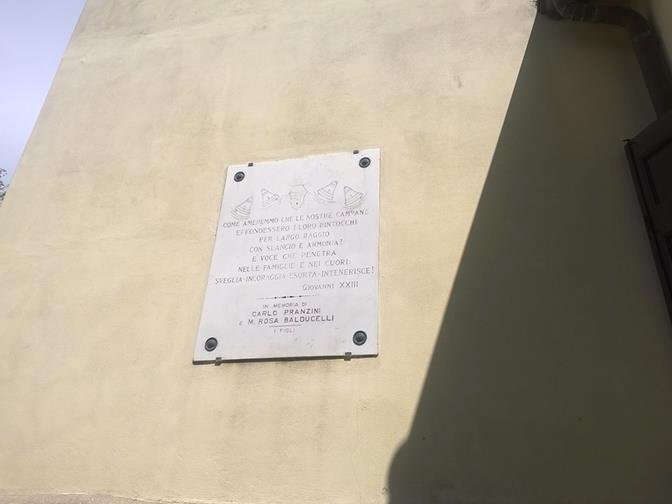 COME AMEREMMO CHE LE NOSTRE CAMPANE
EFFONDESSERO I LORO RINTOCCHI
PER LARGO RAGGIO
CON SLANCIO E ARMONIA!
È VOCE CHE PENETRA
NELLE FAMIGLIE E NEI CUORI:
SVEGLIA-INCORAGGIA-ESORTA-INTENERISCE!
GIOVANNI XXIII
IN MEMORIA DI
CARLO PRANZINI
E M. ROSA BALDUCELLI
I FIGLI